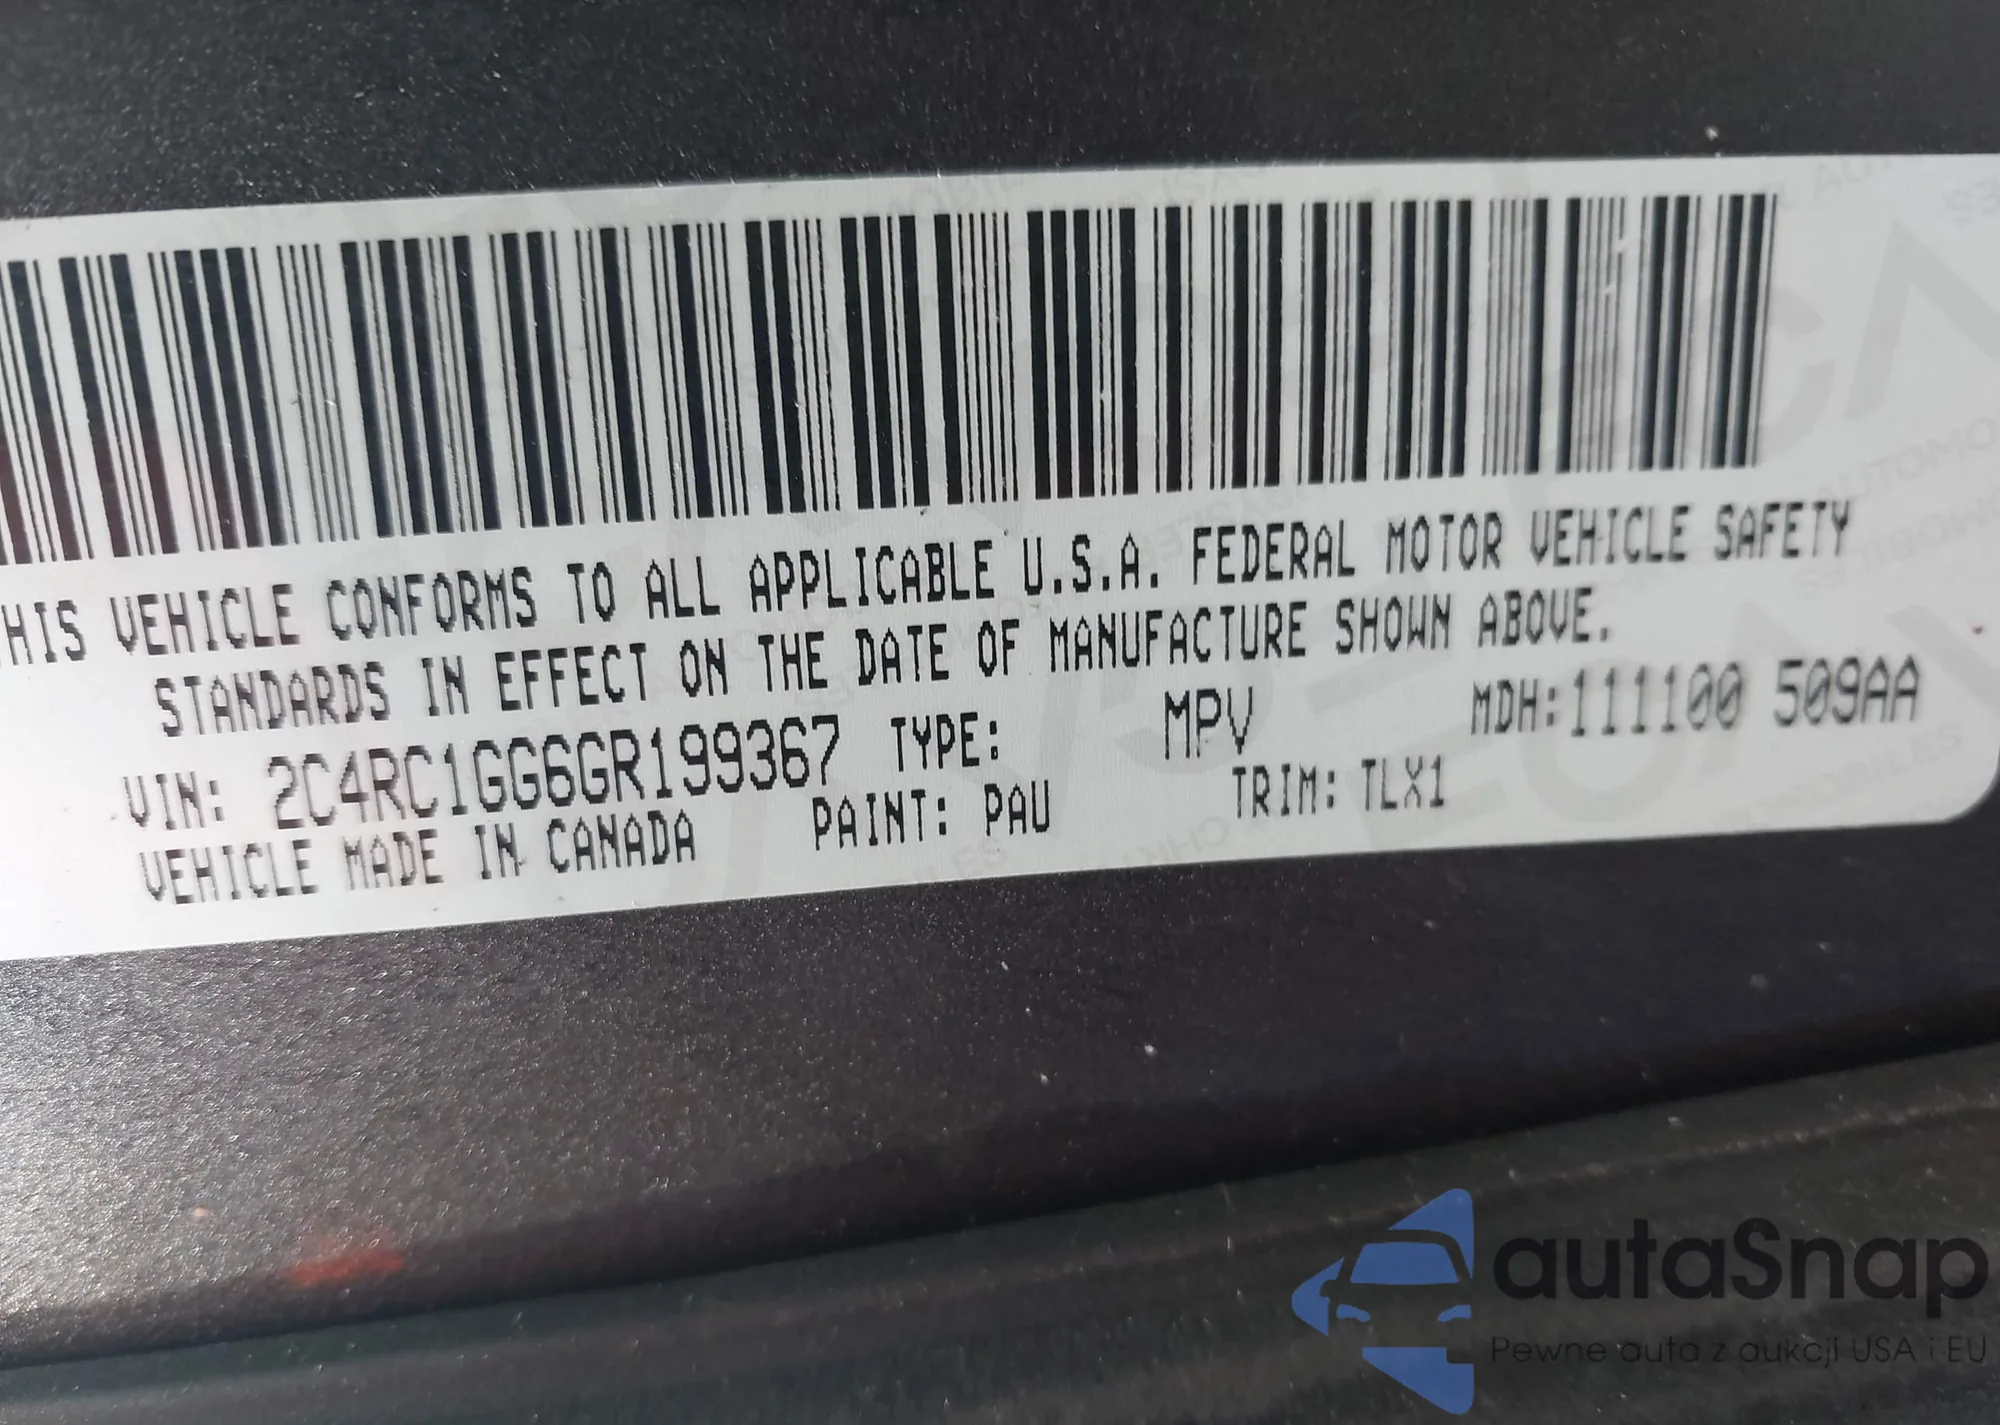 HIS VEHICLE CONFORMS TO ALL APPLICABLE U.S.A. FEDERAL MOTOR VEHICLE SAFETY
STANDARDS IN EFFECT ON THE DATE OF MANUFACTURE SHOWN ABOVE.
VIN: 2C4RC1GG6GR199367 TYPE: MPV MDH:111100 509AA
VEHICLE MADE IN CANADA PAINT: PAU TRIM: TLX1
autaSnap
Pewne auta z aukcji USA i EU